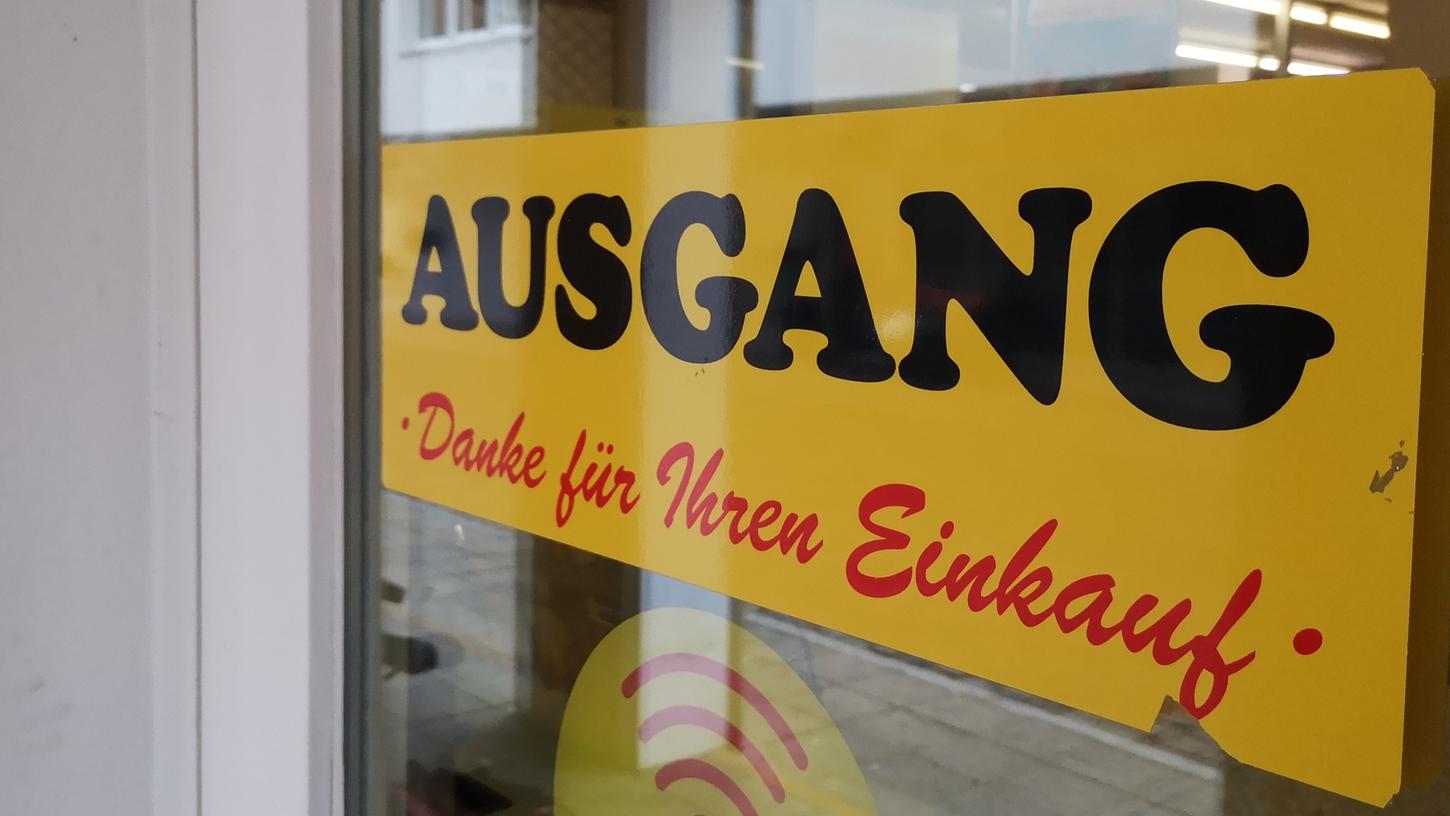 AUSGANG
· Danke für Ihren Einkauf ·